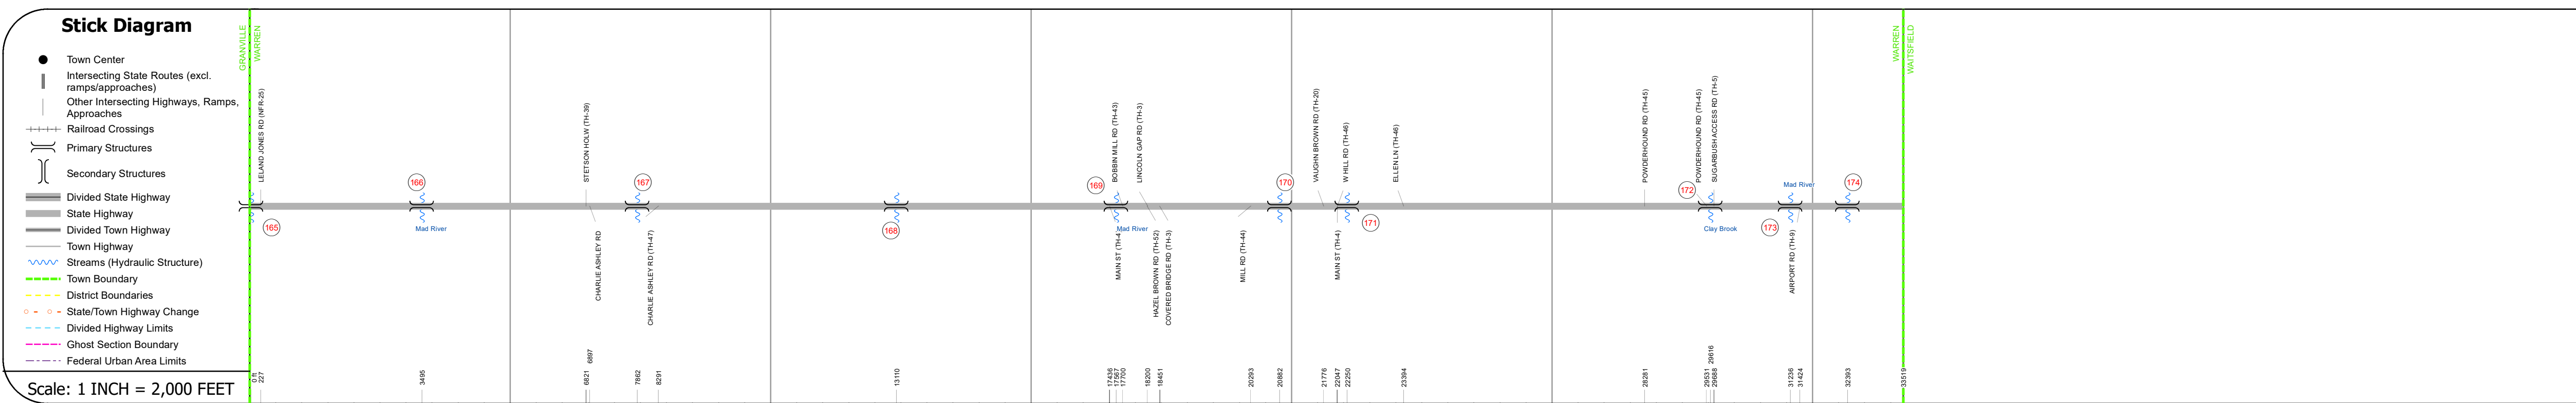 Stick Diagram
Town Center
Intersecting State Routes (excl.
ramps/approaches)
Other Intersecting Highways, Ramps,
Approaches
Railroad Crossings
Primary Structures
Secondary Structures
Divided State Highway
State Highway
Divided Town Highway
Town Highway
Streams (Hydraulic Structure)
Town Boundary
District Boundaries
State/Town Highway Change
Divided Highway Limits
Ghost Section Boundary
Federal Urban Area Limits
Scale: 1 INCH = 2,000 FEET
GRANVILLE
WARREN
WARREN
WAITSFIELD
LELAND JONES RD (NFR-25)
STETSON HOLW (TH-39)
BOBBIN MILL RD (TH-43)
LINCOLN GAP RD (TH-3)
VAUGHN BROWN RD (TH-20)
W HILL RD (TH-46)
ELLEN LN (TH-46)
POWDERHOUND RD (TH-45)
POWDERHOUND RD (TH-45)
SUGARBUSH ACCESS RD (TH-5)
165
166
167
168
169
170
171
172
173
174
Mad River
Mad River
Clay Brook
Mad River
CHARLIE ASHLEY RD
CHARLIE ASHLEY RD (TH-47)
MAIN ST (TH-4
HAZEL BROWN RD (TH-52)
COVERED BRIDGE RD (TH-3)
MILL RD (TH-44)
MAIN ST (TH-4)
AIRPORT RD (TH-9)
0 ft
227
3495
6821
6897
7862
8291
13110
17436
17567
17700
18200
18451
20293
20882
21776
22047
22250
23394
28281
29531
29616
29688
31236
31424
32393
33519